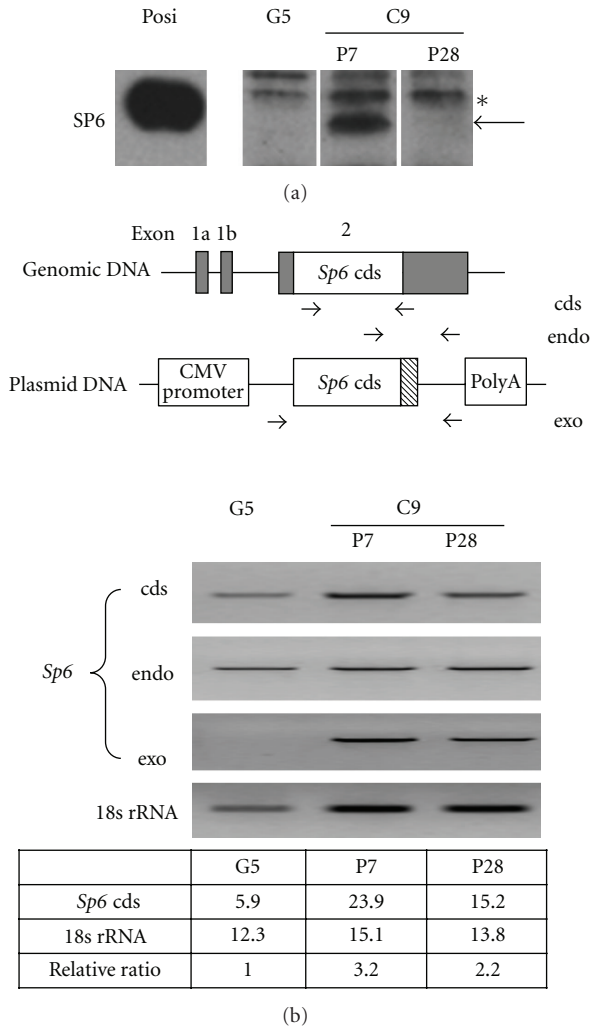 Posi G5 C9
P7 P28
SP6 *
(a)
Exon 1a 1b 2
Genomic DNA Sp6 cds
cds
endo
Plasmid DNA CMV promoter Sp6 cds PolyA
exo
G5 C9
P7 P28
cds
Sp6 endo
exo
18s rRNA
G5 P7 P28
Sp6 cds 5.9 23.9 15.2
18s rRNA 12.3 15.1 13.8
Relative ratio 1 3.2 2.2
(b)